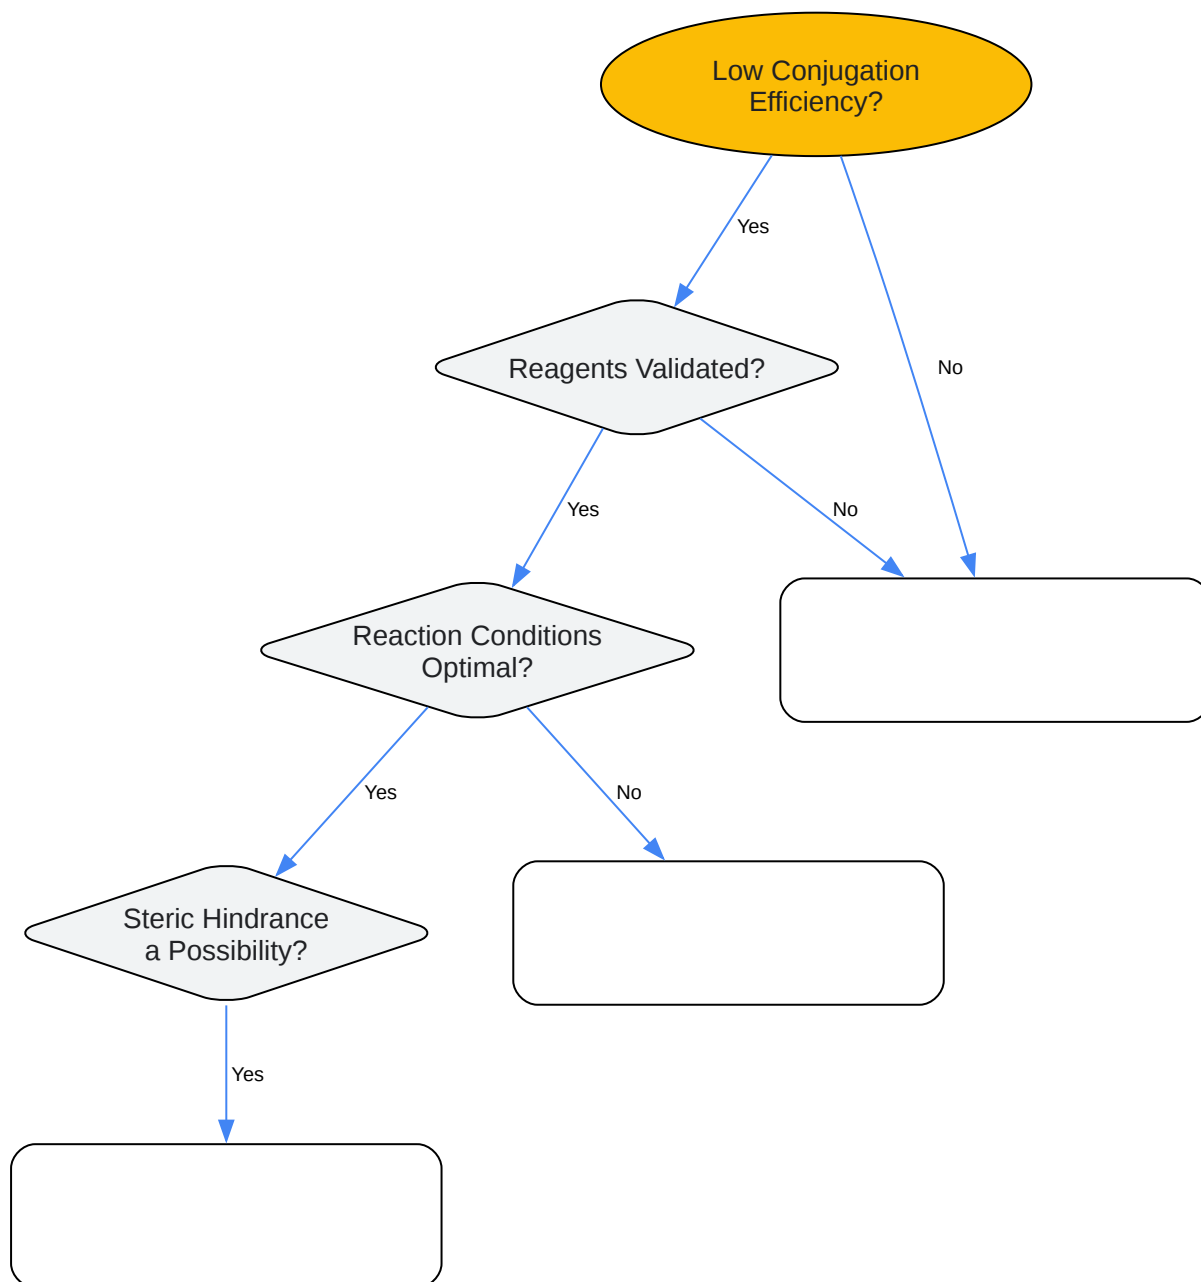 Low Conjugation
Efficiency?
Yes
No
Reagents Validated?
Yes
No
Reaction Conditions
Optimal?
Yes
No
Steric Hindrance
a Possibility?
Yes